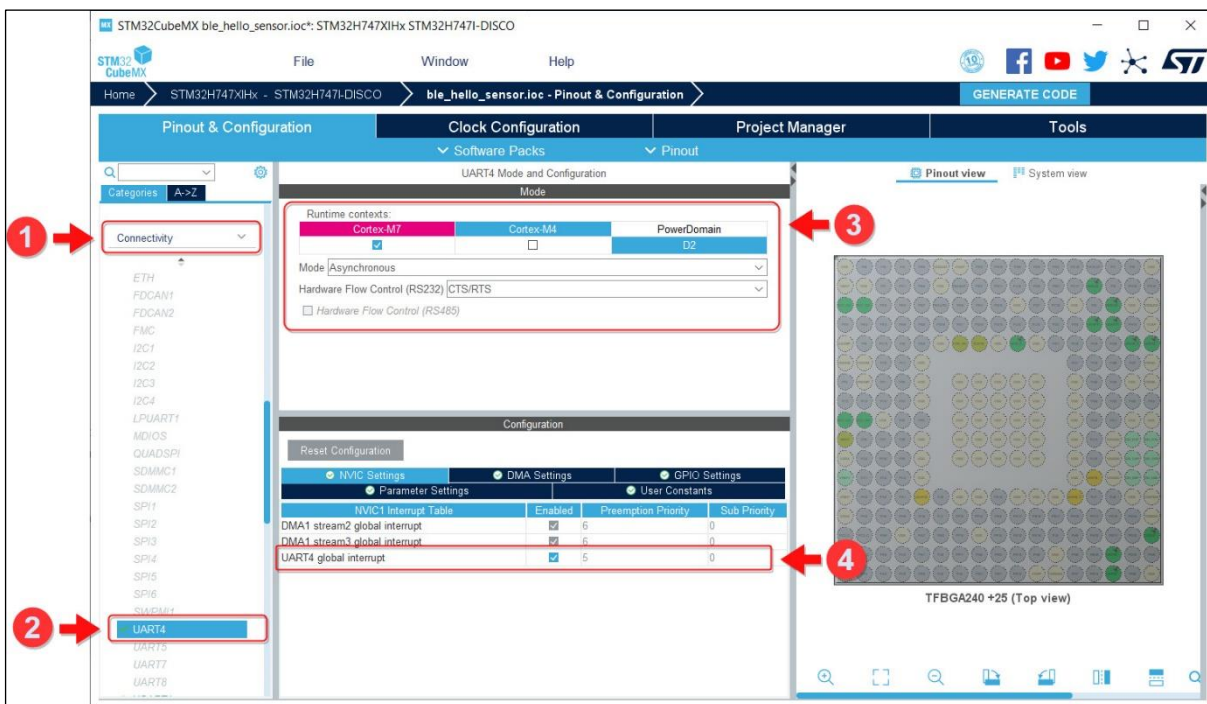 MX STM32CubeMX ble_hello_sensor.ioc*: STM32H747XIHx STM32H747I-DISCO
STM32
CubeMX
File Window Help
10
Home STM32H747XIHx - STM32H747I-DISCO ble_hello_sensor.ioc - Pinout & Configuration GENERATE CODE
Pinout & Configuration Clock Configuration Project Manager Tools
Software Packs Pinout
UART4 Mode and Configuration
Pinout view System view
Categories A->Z
Mode
Runtime contexts:
Cortex-M7 Cortex-M4 PowerDomain
D2
Mode Asynchronous
Hardware Flow Control (RS232) CTS/RTS
Hardware Flow Control (RS485)
1
3
Connectivity
ETH
FDCAN1
FDCAN2
FMC
I2C1
I2C2
I2C3
I2C4
LPUART1
MDIOS
QUADSPI
SDMMC1
SDMMC2
SPI1
SPI2
SPI3
SPI4
SPI5
SPI6
SWPMI1
2
UART4
UART5
UART7
UART8
Configuration
Reset Configuration
NVIC Settings DMA Settings GPIO Settings
Parameter Settings User Constants
NVIC1 Interrupt Table Enabled Preemption Priority Sub Priority
DMA1 stream2 global interrupt 6 0
DMA1 stream3 global interrupt 6 0
UART4 global interrupt 5 0
4
TFBGA240 +25 (Top view)